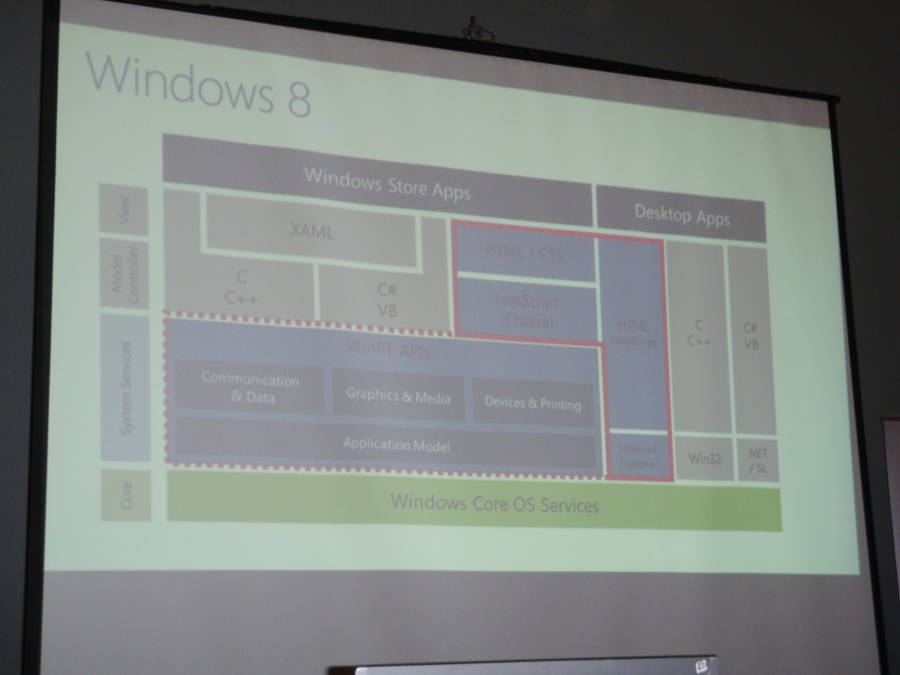 Windows 8
Windows Store Apps
Desktop Apps
View
XAML
HTML / CSS
Model
Controller
C
C++
C#
VB
JavaScript
(Chakra)
HTML
JavaScript
C
C++
C#
VB
System Services
WinRT APIs
Communication
& Data
Graphics & Media
Devices & Printing
Application Model
Internet
Explorer
Win32
.NET
/ SL
Core
Windows Core OS Services